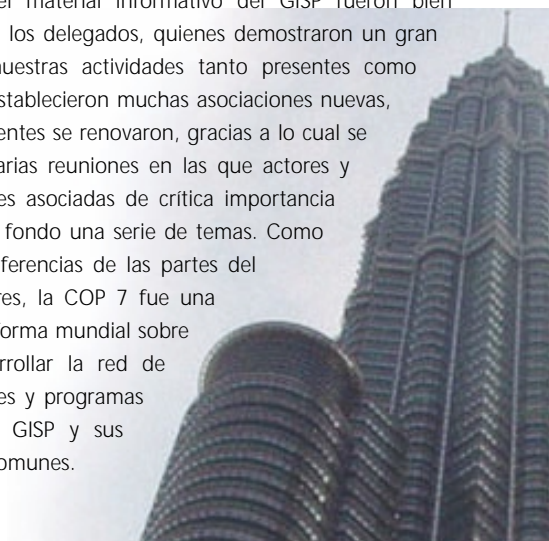 el material informativo del GISP fueron bien
los delegados, quienes demostraron un gran
nuestras actividades tanto presentes como
stablecieron muchas asociaciones nuevas,
entes se renovaron, gracias a lo cual se
arias reuniones en las que actores y
es asociadas de crítica importancia
fondo una serie de temas. Como
ferencias de las partes del
res, la COP 7 fue una
forma mundial sobre
rrollar la red de
es y programas
GISP y sus
omunes.